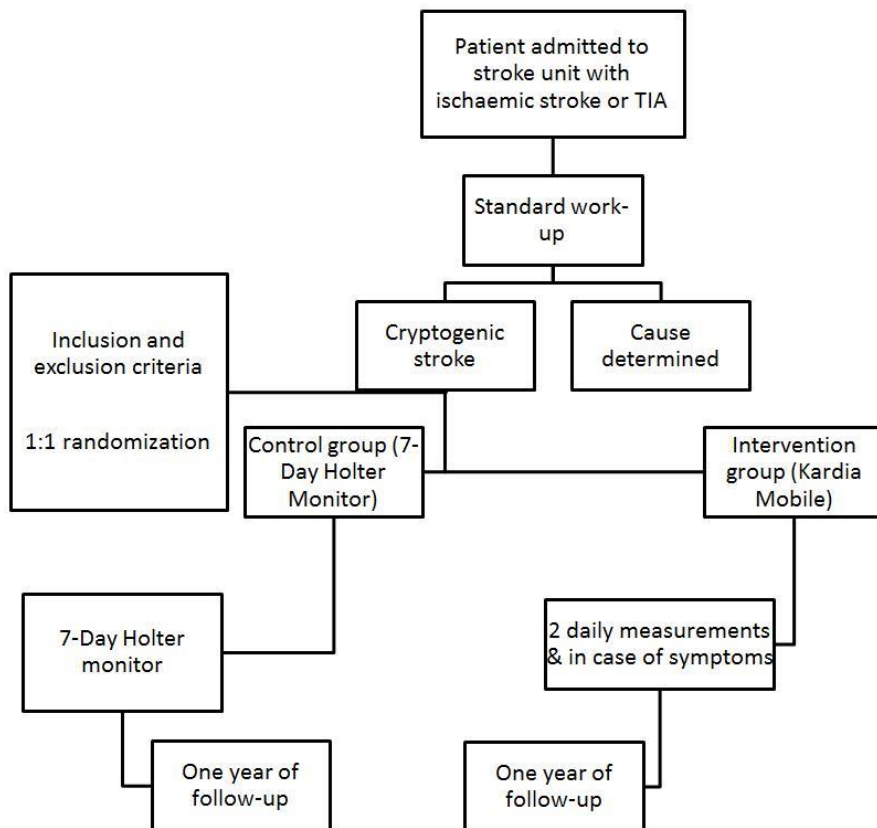 Patient admitted to
stroke unit with
ischaemic stroke or TIA
Standard work-
up
Cryptogenic
stroke
Cause
determined
Inclusion and
exclusion criteria
1:1 randomization
Control group (7-
Day Holter
Monitor)
Intervention
group (Kardia
Mobile)
7-Day Holter
monitor
2 daily measurements
& in case of symptoms
One year of
follow-up
One year of
follow-up